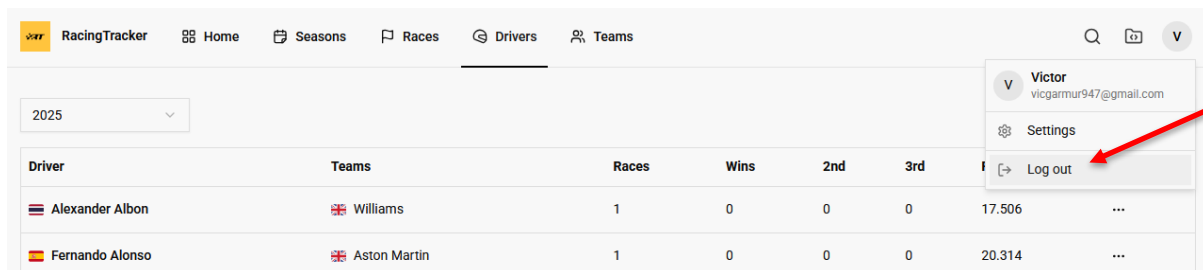 RacingTracker Home Seasons Races Drivers Teams V
V Victor
vicgarmur947@gmail.com
2025
Settings
Log out
Driver Teams Races Wins 2nd 3rd
Alexander Albon Williams 1 0 0 0 17.506 ...
Fernando Alonso Aston Martin 1 0 0 0 20.314 ...